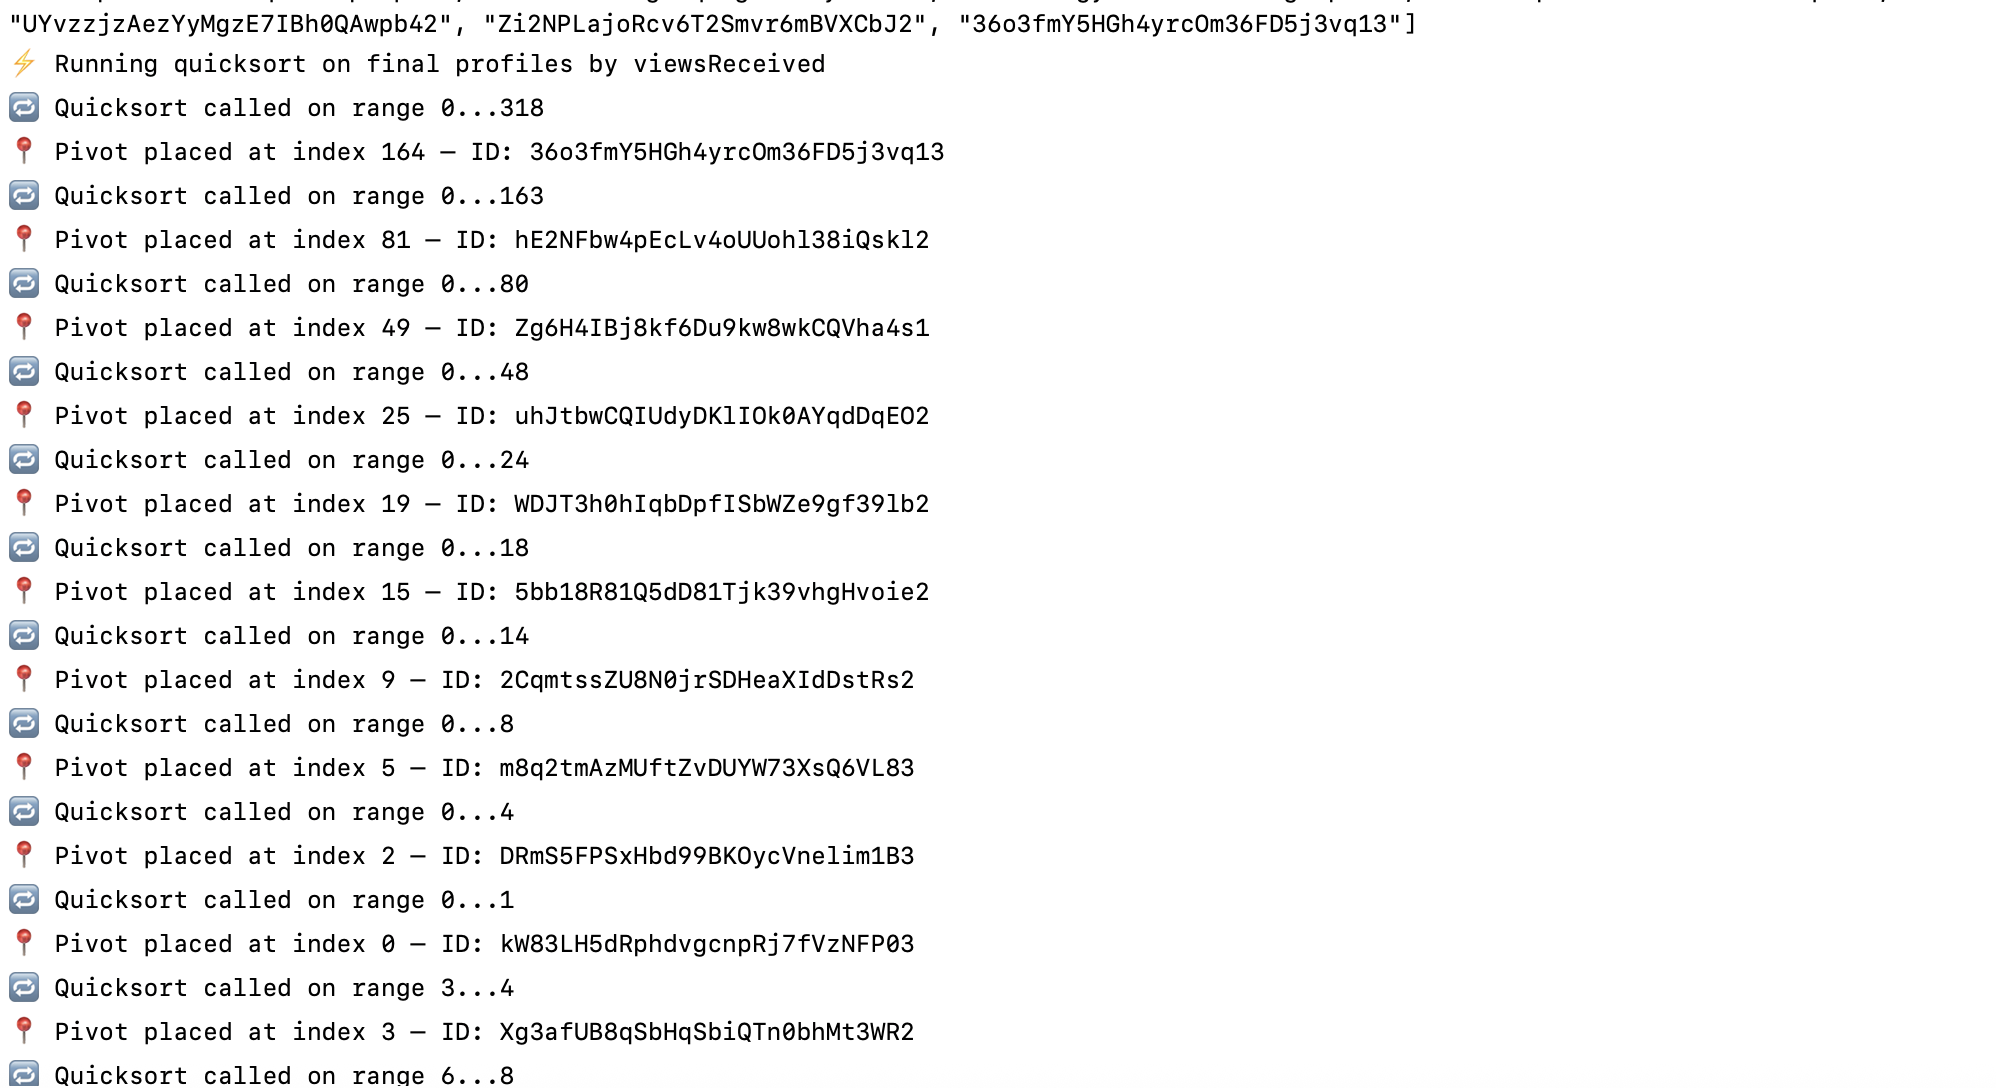 "UYvzzjzAezYyMgzE7IBh0QAwpb42", "Zi2NPLajoRcv6T2Smvr6mBVXCbJ2", "36o3fmY5HGh4yrcOm36FD5j3vq13"]
⚡ Running quicksort on final profiles by viewsReceived
🔁 Quicksort called on range 0...318
📍 Pivot placed at index 164 — ID: 36o3fmY5HGh4yrcOm36FD5j3vq13
🔁 Quicksort called on range 0...163
📍 Pivot placed at index 81 — ID: hE2NFbw4pEcLv4oUUohl38iQskl2
🔁 Quicksort called on range 0...80
📍 Pivot placed at index 49 — ID: Zg6H4IBj8kf6Du9kw8wkCQVha4s1
🔁 Quicksort called on range 0...48
📍 Pivot placed at index 25 — ID: uhJtbwCQIUdyDKlIOk0AYqdDqEO2
🔁 Quicksort called on range 0...24
📍 Pivot placed at index 19 — ID: WDJT3h0hIqbDpfISbWZe9gf39lb2
🔁 Quicksort called on range 0...18
📍 Pivot placed at index 15 — ID: 5bb18R81Q5dD81Tjk39vhgHvoie2
🔁 Quicksort called on range 0...14
📍 Pivot placed at index 9 — ID: 2CqmtssZU8N0jrSDHeaXIdDstRs2
🔁 Quicksort called on range 0...8
📍 Pivot placed at index 5 — ID: m8q2tmAzMUftZvDUYW73XsQ6VL83
🔁 Quicksort called on range 0...4
📍 Pivot placed at index 2 — ID: DRmS5FPSxHbd99BKOycVnelim1B3
🔁 Quicksort called on range 0...1
📍 Pivot placed at index 0 — ID: kW83LH5dRphdvgcnpRj7fVzNFP03
🔁 Quicksort called on range 3...4
📍 Pivot placed at index 3 — ID: Xg3afUB8qSbHqSbiQTn0bhMt3WR2
🔁 Quicksort called on range 6...8